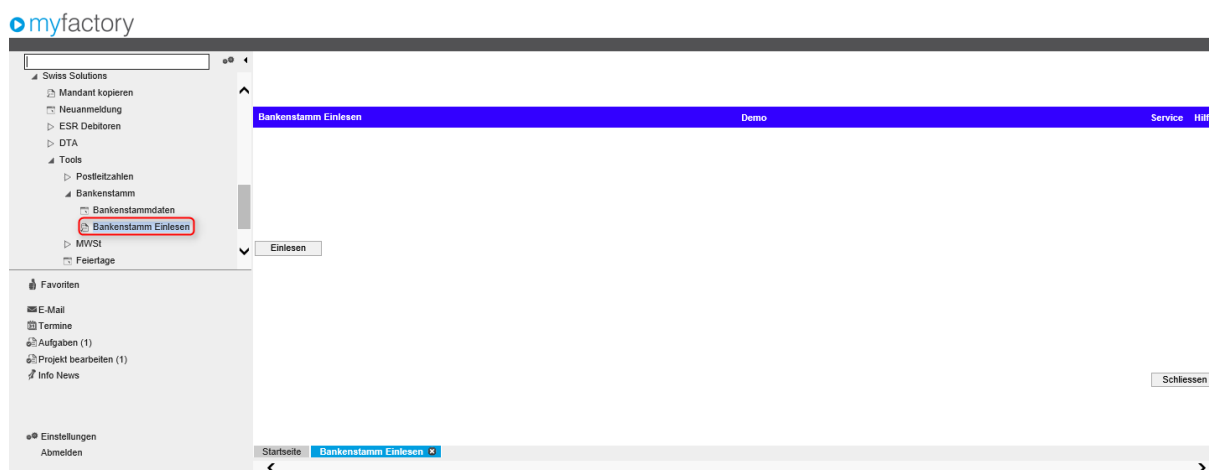 myfactory
Swiss Solutions
Mandant kopieren
Neuanmeldung
ESR Debitoren
DTA
Tools
Postleitzahlen
Bankenstamm
Bankenstammdaten
Bankenstamm Einlesen
MWSt
Feiertage
Favoriten
E-Mail
Termine
Aufgaben (1)
Projekt bearbeiten (1)
Info News
Einstellungen
Abmelden
Bankenstamm Einlesen Demo Service Hilf
Einlesen
Schliessen
Startseite Bankenstamm Einlesen